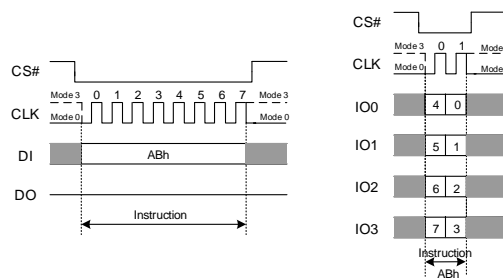 CS#
Mode 3 0 1 2 3 4 5 6 7 Mode 3
CLK
Mode 0 Mode 0
DI ABh
DO
Instruction
CS#
Mode 3 0 1 Mode
CLK
Mode 0 Mode
IO0 4 0
IO1 5 1
IO2 6 2
IO3 7 3
Instruction
ABh